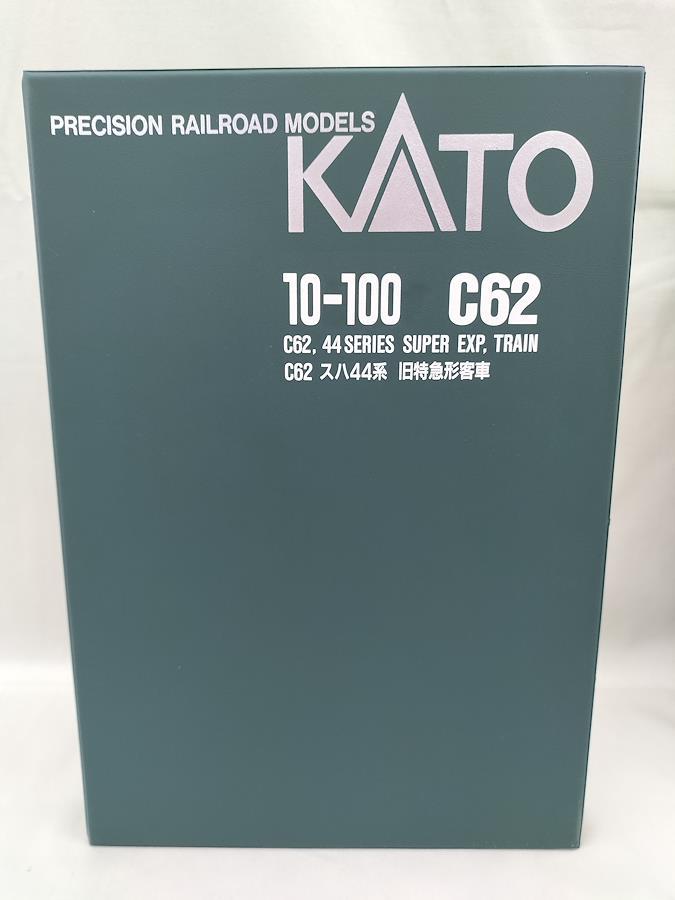 PRECISION RAILROAD MODELS
KATO
10-100 C62
C62, 44 SERIES SUPER EXP, TRAIN
C62 スハ44系 旧特急形客車